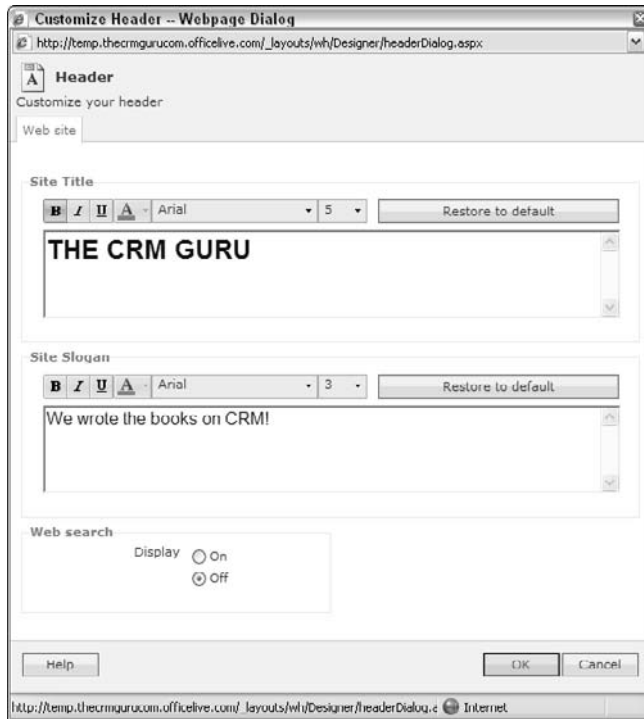 Customize Header -- Webpage Dialog
http://temp.thecrmgurucom.officelive.com/_layouts/wh/Designer/headerDialog.aspx
A Header
Customize your header
Web site
Site Title
B I U A Arial 5 Restore to default
THE CRM GURU
Site Slogan
B I U A Arial 3 Restore to default
We wrote the books on CRM!
Web search
Display On
Off
Help OK Cancel
http://temp.thecrmgurucom.officelive.com/_layouts/wh/Designer/headerDialog.a Internet